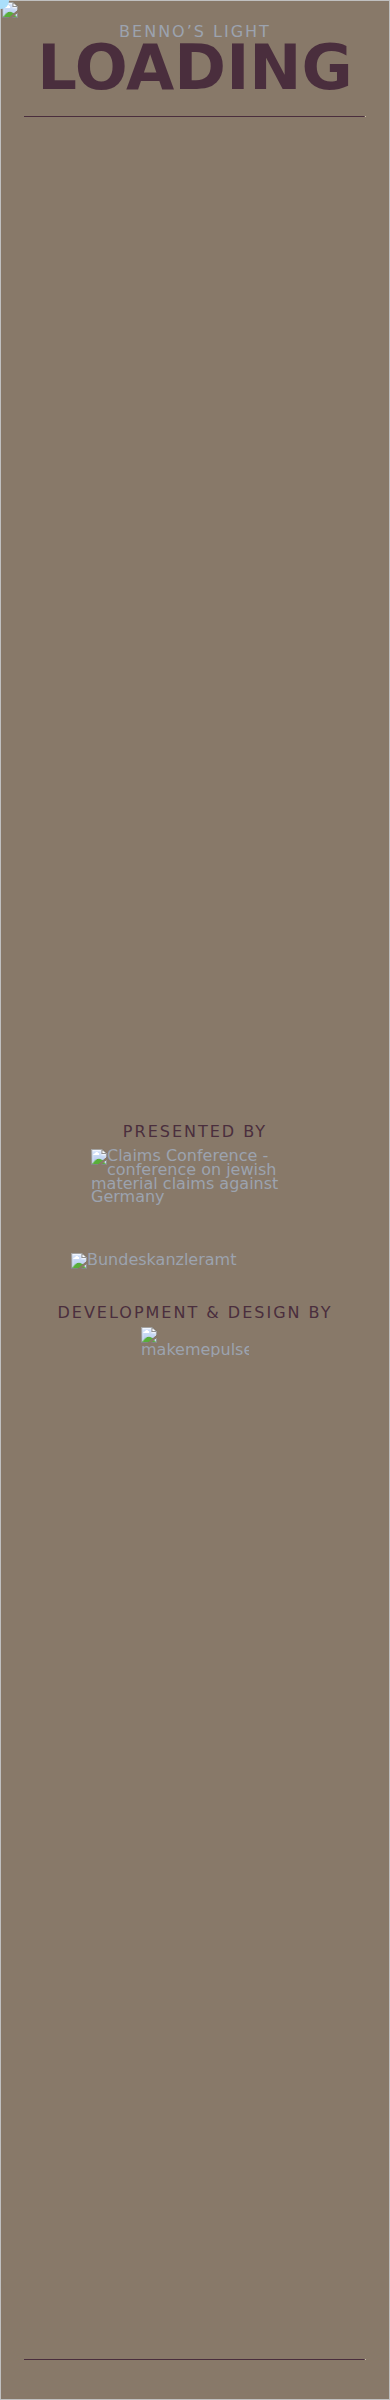 BENNO’S LIGHT
LOADING
PRESENTED BY
Claims Conference -
conference on jewish
material claims against
Germany
Bundeskanzleramt
DEVELOPMENT & DESIGN BY
makemepulse